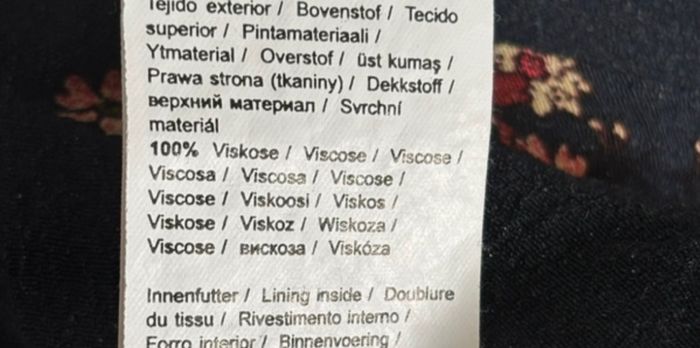 Tejido exterior / Bovenstof / Tecido
superior / Pintamateriaali /
Ytmaterial / Overstof / üst kumaş /
Prawa strona (tkaniny) / Dekkstoff /
верхний материал / Svrchní
materiál
100% Viskose / Viscose / Viscose /
Viscosa / Viscosa / Viscose /
Viscose / Viskoosi / Viskos /
Viskose / Viskoz / Wiskoza /
Viscose / вискоза / Viskóza
Innenfutter / Lining inside / Doublure
du tissu / Rivestimento interno /
Forro interior / Binnenvoering /